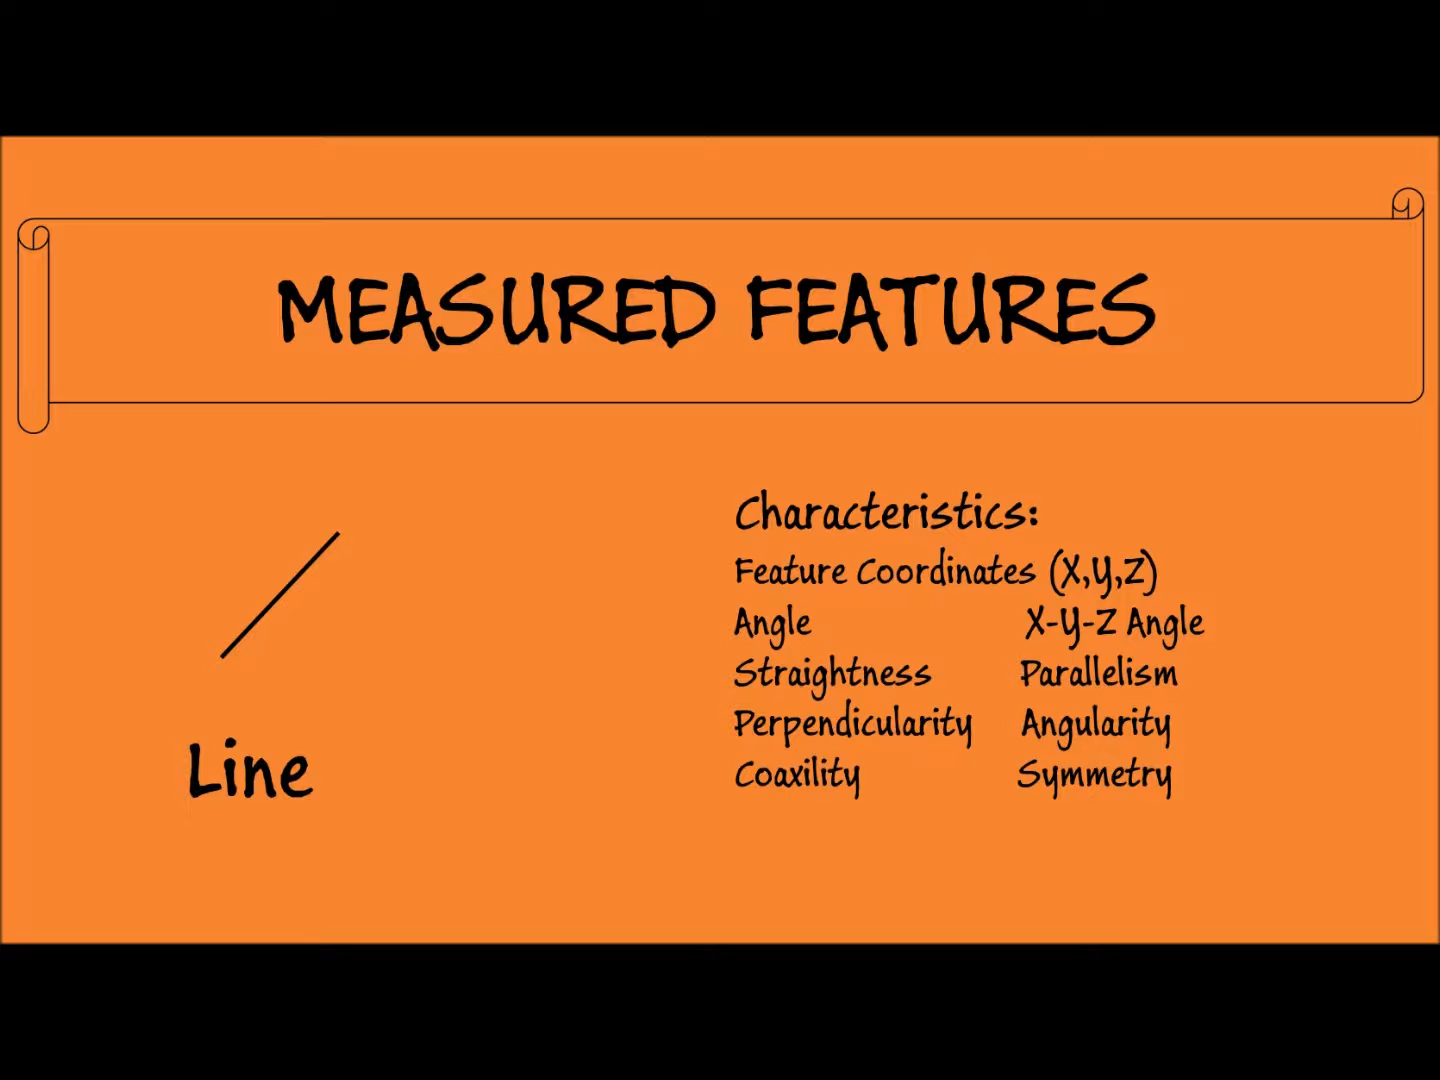 MEASURED FEATURES
Characteristics:
Feature Coordinates (X,Y,Z)
Angle X-Y-Z Angle
Straightness Parallelism
Perpendicularity Angularity
Coaxility Symmetry
Line